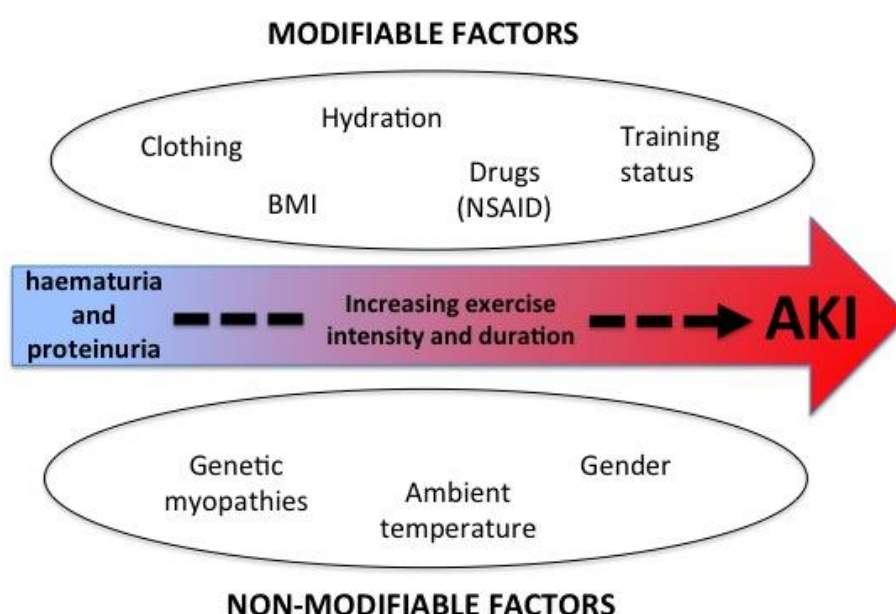 MODIFIABLE FACTORS
Hydration
Clothing
Training
status
Drugs
(NSAID)
BMI
haematuria
and
proteinuria
Increasing exercise
intensity and duration
AKI
Genetic
myopathies
Ambient
temperature
Gender
NON-MODIFIABLE FACTORS